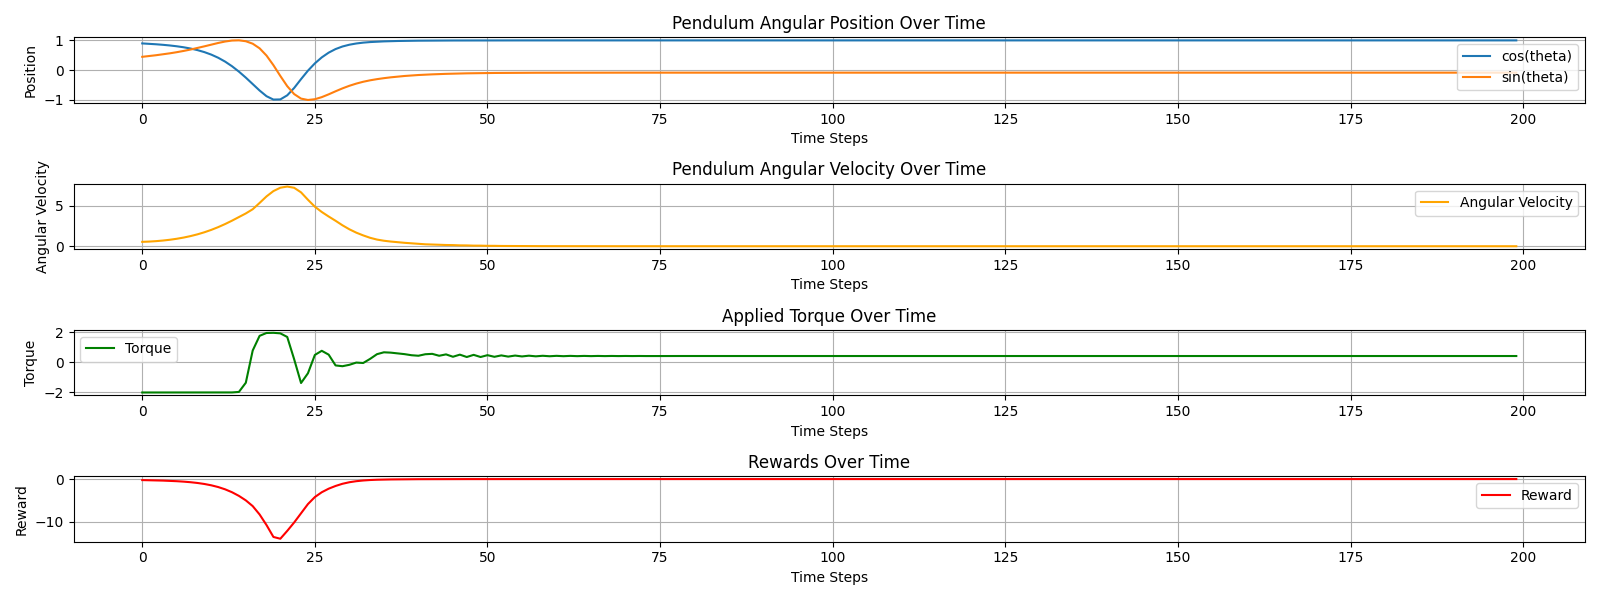 Pendulum Angular Position Over Time
Position
1
0
−1
cos(theta)
sin(theta)
0 25 50 75 100 125 150 175 200
Time Steps
Pendulum Angular Velocity Over Time
Angular Velocity
5
0
Angular Velocity
0 25 50 75 100 125 150 175 200
Time Steps
Applied Torque Over Time
Torque
2
0
−2
Torque
0 25 50 75 100 125 150 175 200
Time Steps
Rewards Over Time
Reward
0
−10
Reward
0 25 50 75 100 125 150 175 200
Time Steps